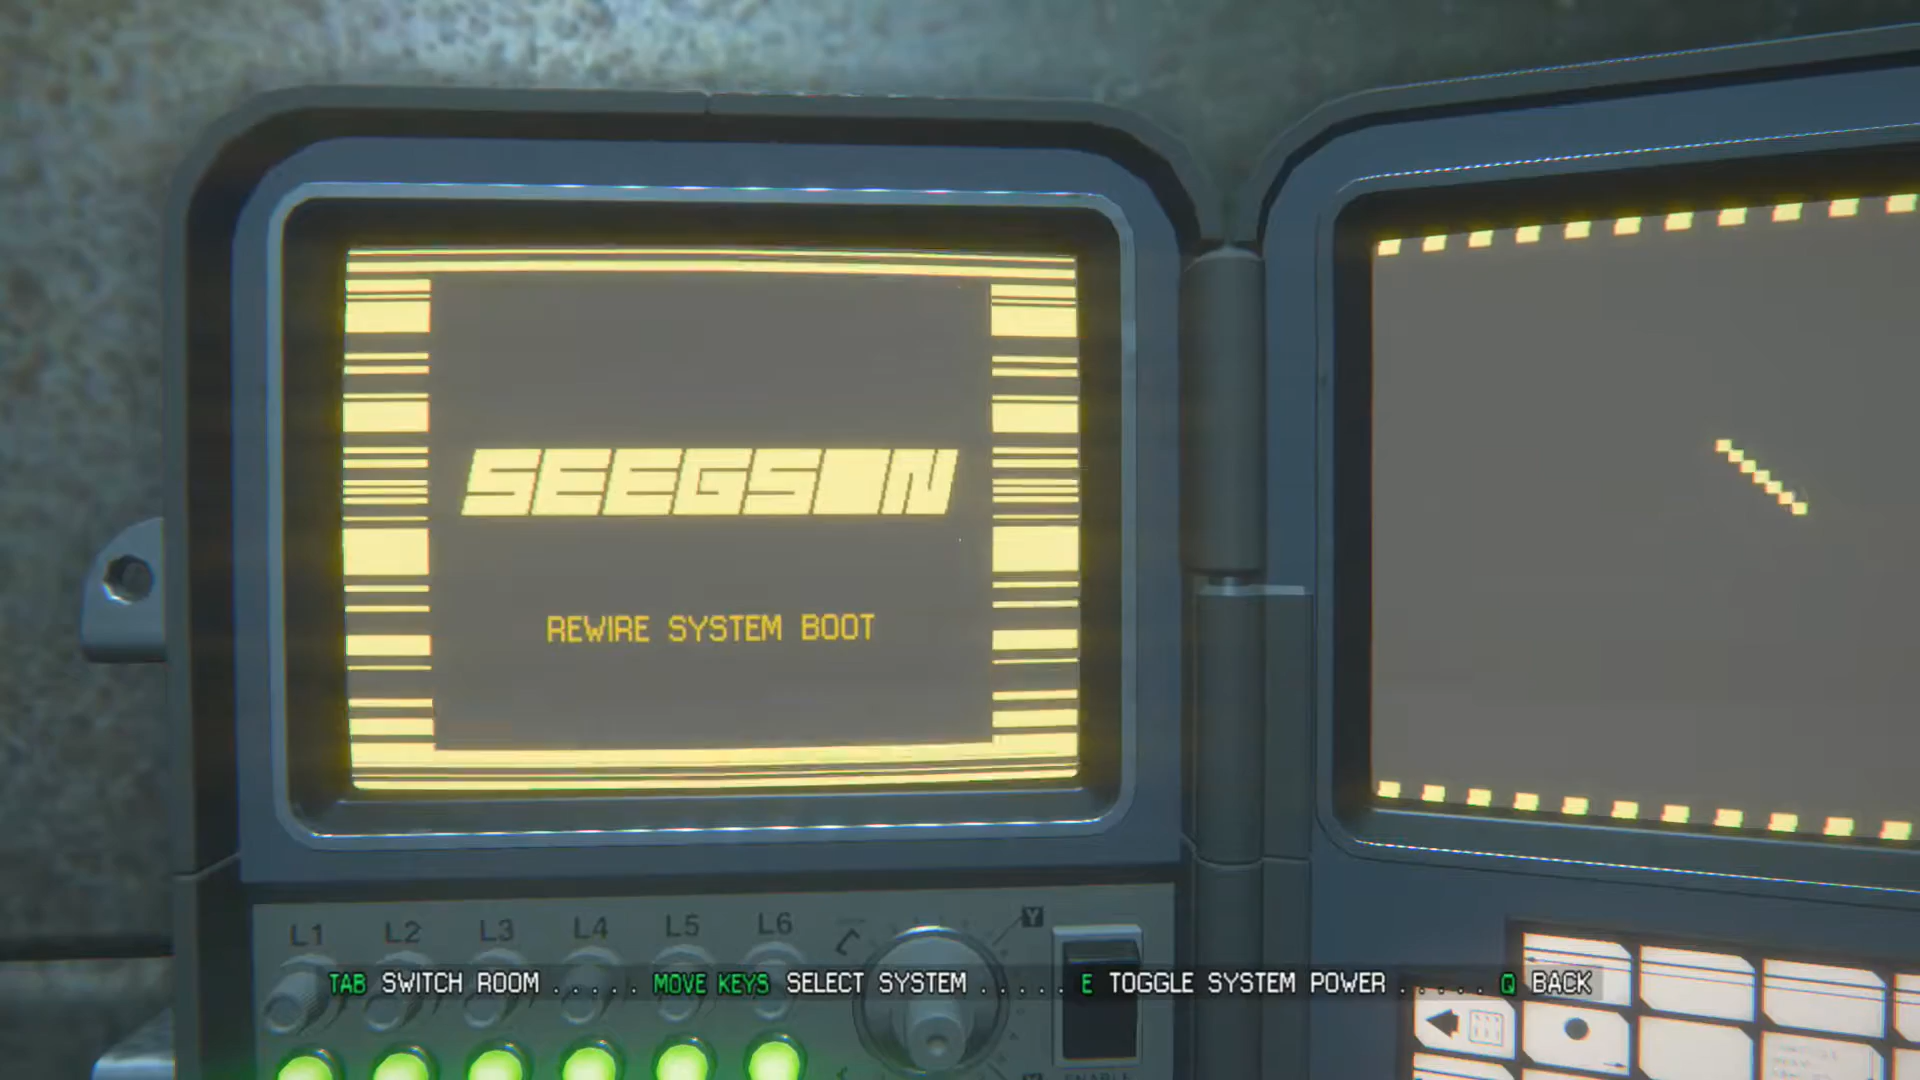 SEEGSON
REWIRE SYSTEM BOOT
L1 L2 L3 L4 L5 L6
Y
TAB SWITCH ROOM ..... MOVE KEYS SELECT SYSTEM ..... E TOGGLE SYSTEM POWER ..... Q BACK
ENABLE